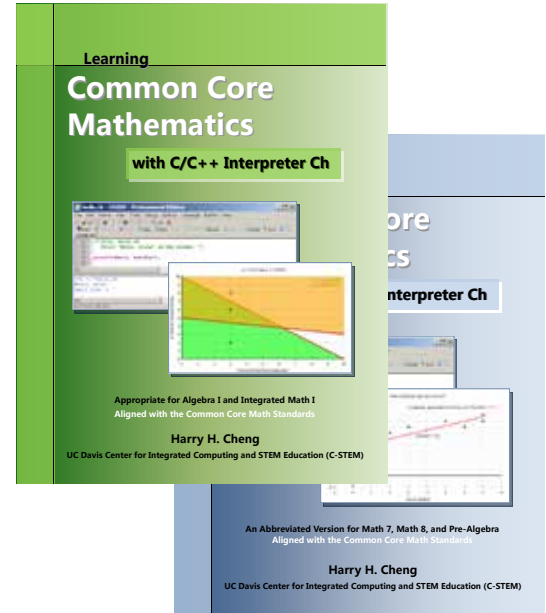 Learning
Common Core
Mathematics
with C/C++ Interpreter Ch
Appropriate for Algebra I and Integrated Math I
Aligned with the Common Core Math Standards
Harry H. Cheng
UC Davis Center for Integrated Computing and STEM Education (C-STEM)
ore
cs
nterpreter Ch
An Abbreviated Version for Math 7, Math 8, and Pre-Algebra
Aligned with the Common Core Math Standards
Harry H. Cheng
UC Davis Center for Integrated Computing and STEM Education (C-STEM)